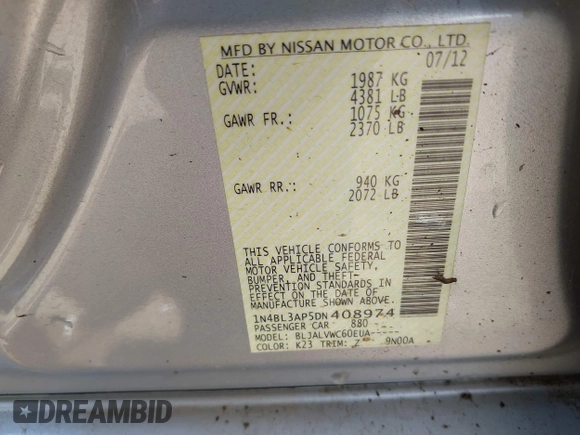 MFD BY NISSAN MOTOR CO., LTD.
DATE: 07/12
GVWR: 1987 KG
4381 LB
GAWR FR.: 1075 KG
2370 LB
GAWR RR.: 940 KG
2072 LB
THIS VEHICLE CONFORMS TO
ALL APPLICABLE FEDERAL
MOTOR VEHICLE SAFETY,
BUMPER, AND THEFT-
PREVENTION STANDARDS IN
EFFECT ON THE DATE OF
MANUFACTURE SHOWN ABOVE.
1N4BL3AP5DN408974
PASSENGER CAR 880
MODEL: BLJALVWC60EUA-----
COLOR: K23 TRIM: Z 9N00A
DREAMBID